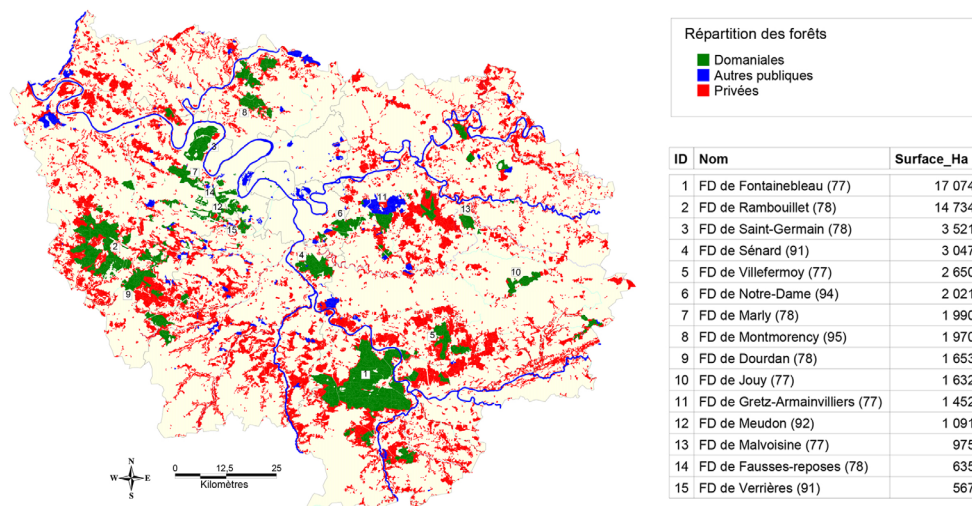 Répartition des forêts
Domaniales
Autres publiques
Privées
ID Nom Surface_Ha
1 FD de Fontainebleau (77) 17 074
2 FD de Rambouillet (78) 14 734
3 FD de Saint-Germain (78) 3 521
4 FD de Sénard (91) 3 047
5 FD de Villefermoy (77) 2 650
6 FD de Notre-Dame (94) 2 021
7 FD de Marly (78) 1 990
8 FD de Montmorency (95) 1 970
9 FD de Dourdan (78) 1 653
10 FD de Jouy (77) 1 632
11 FD de Gretz-Armainvilliers (77) 1 452
12 FD de Meudon (92) 1 091
13 FD de Malvoisine (77) 975
14 FD de Fausses-reposes (78) 635
15 FD de Verrières (91) 567
8
3
14
12
15
11
6
13
4
2
9
10
5
1
N
W E
S
0 12,5 25
Kilomètres